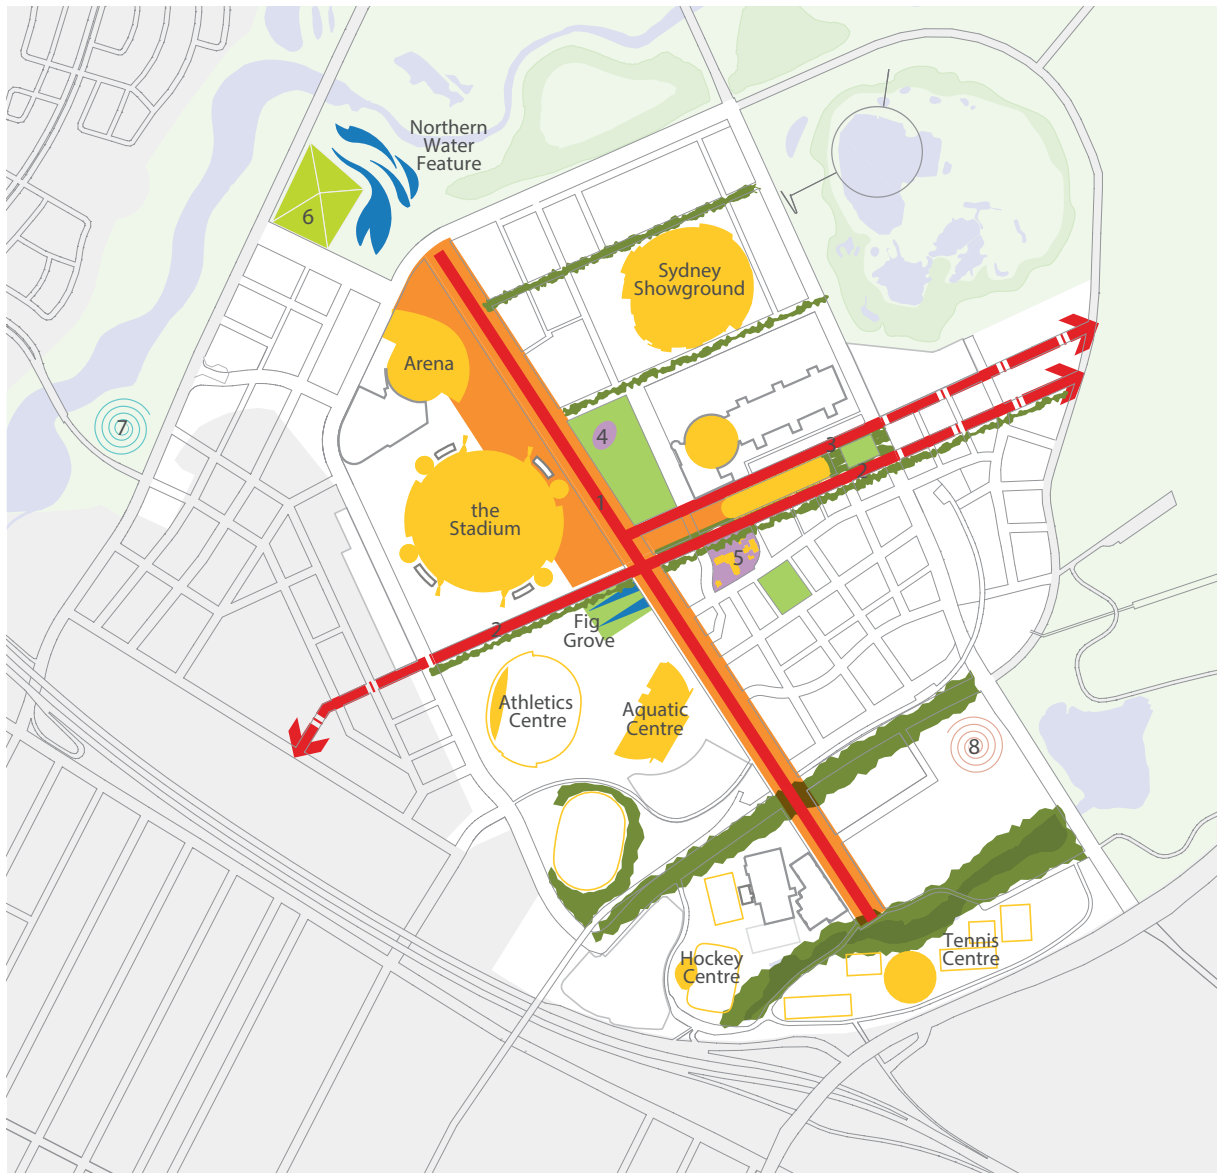 Northern
Water
Feature
6
Sydney
Showground
Arena
7
4
3
2
1
the
Stadium
5
2
Fig
Grove
Athletics
Centre
Aquatic
Centre
8
Hockey
Centre
Tennis
Centre